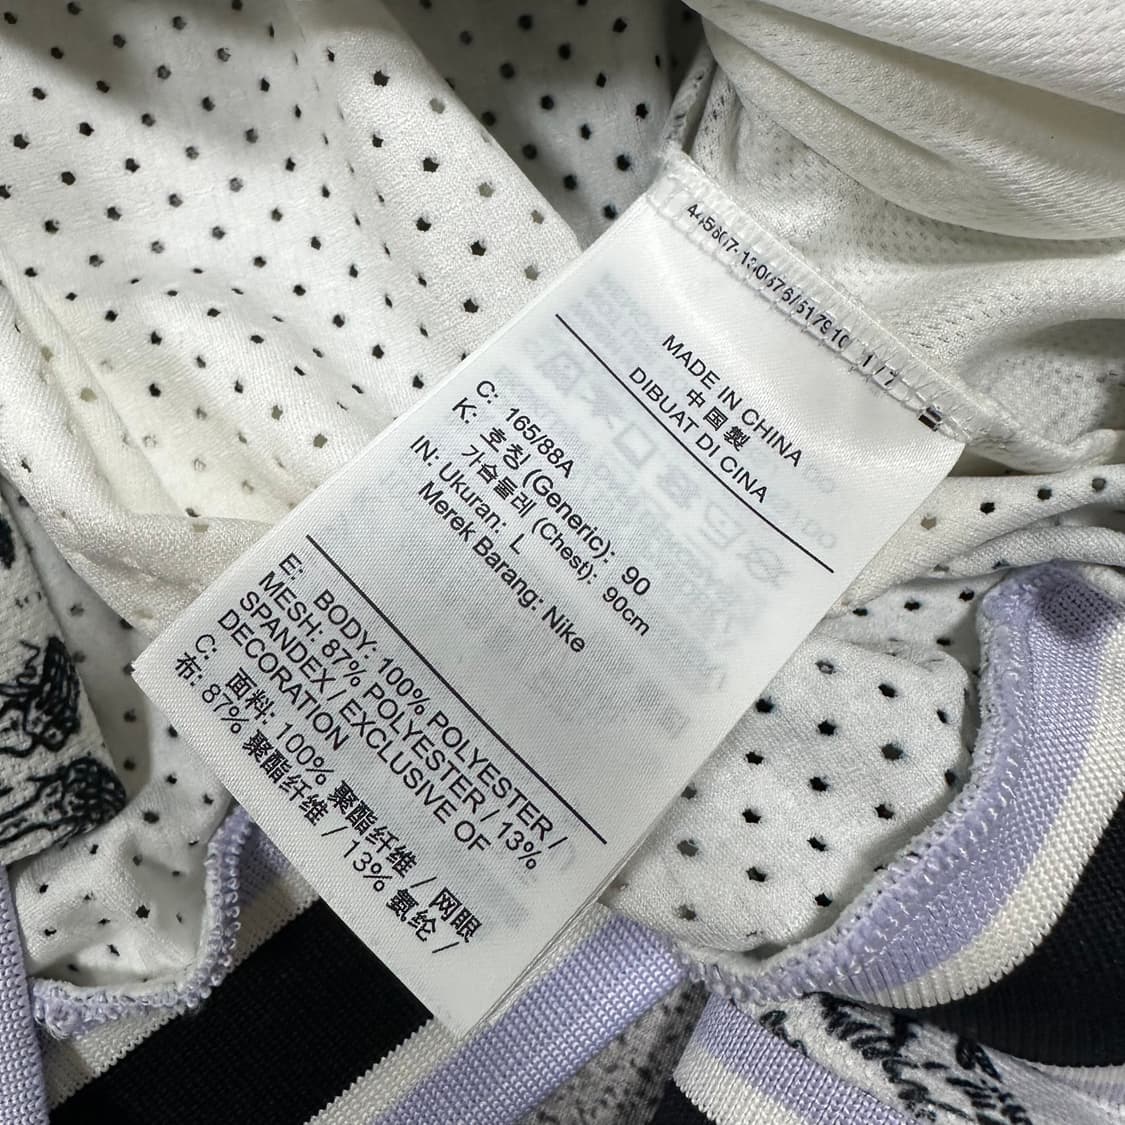 MADE IN CHINA
中国製
DIBUAT DI CINA
C: 165/88A
K: 호칭 (Generic): 90
가슴둘레 (Chest): 90cm
IN: Ukuran: L
Merek Barang: Nike
E: BODY: 100% POLYESTER /
MESH: 87% POLYESTER / 13%
SPANDEX / EXCLUSIVE OF
DECORATION
C: 面料: 100% 聚酯纤维 / 网眼
布: 87% 聚酯纤维 / 13% 氨纶 /